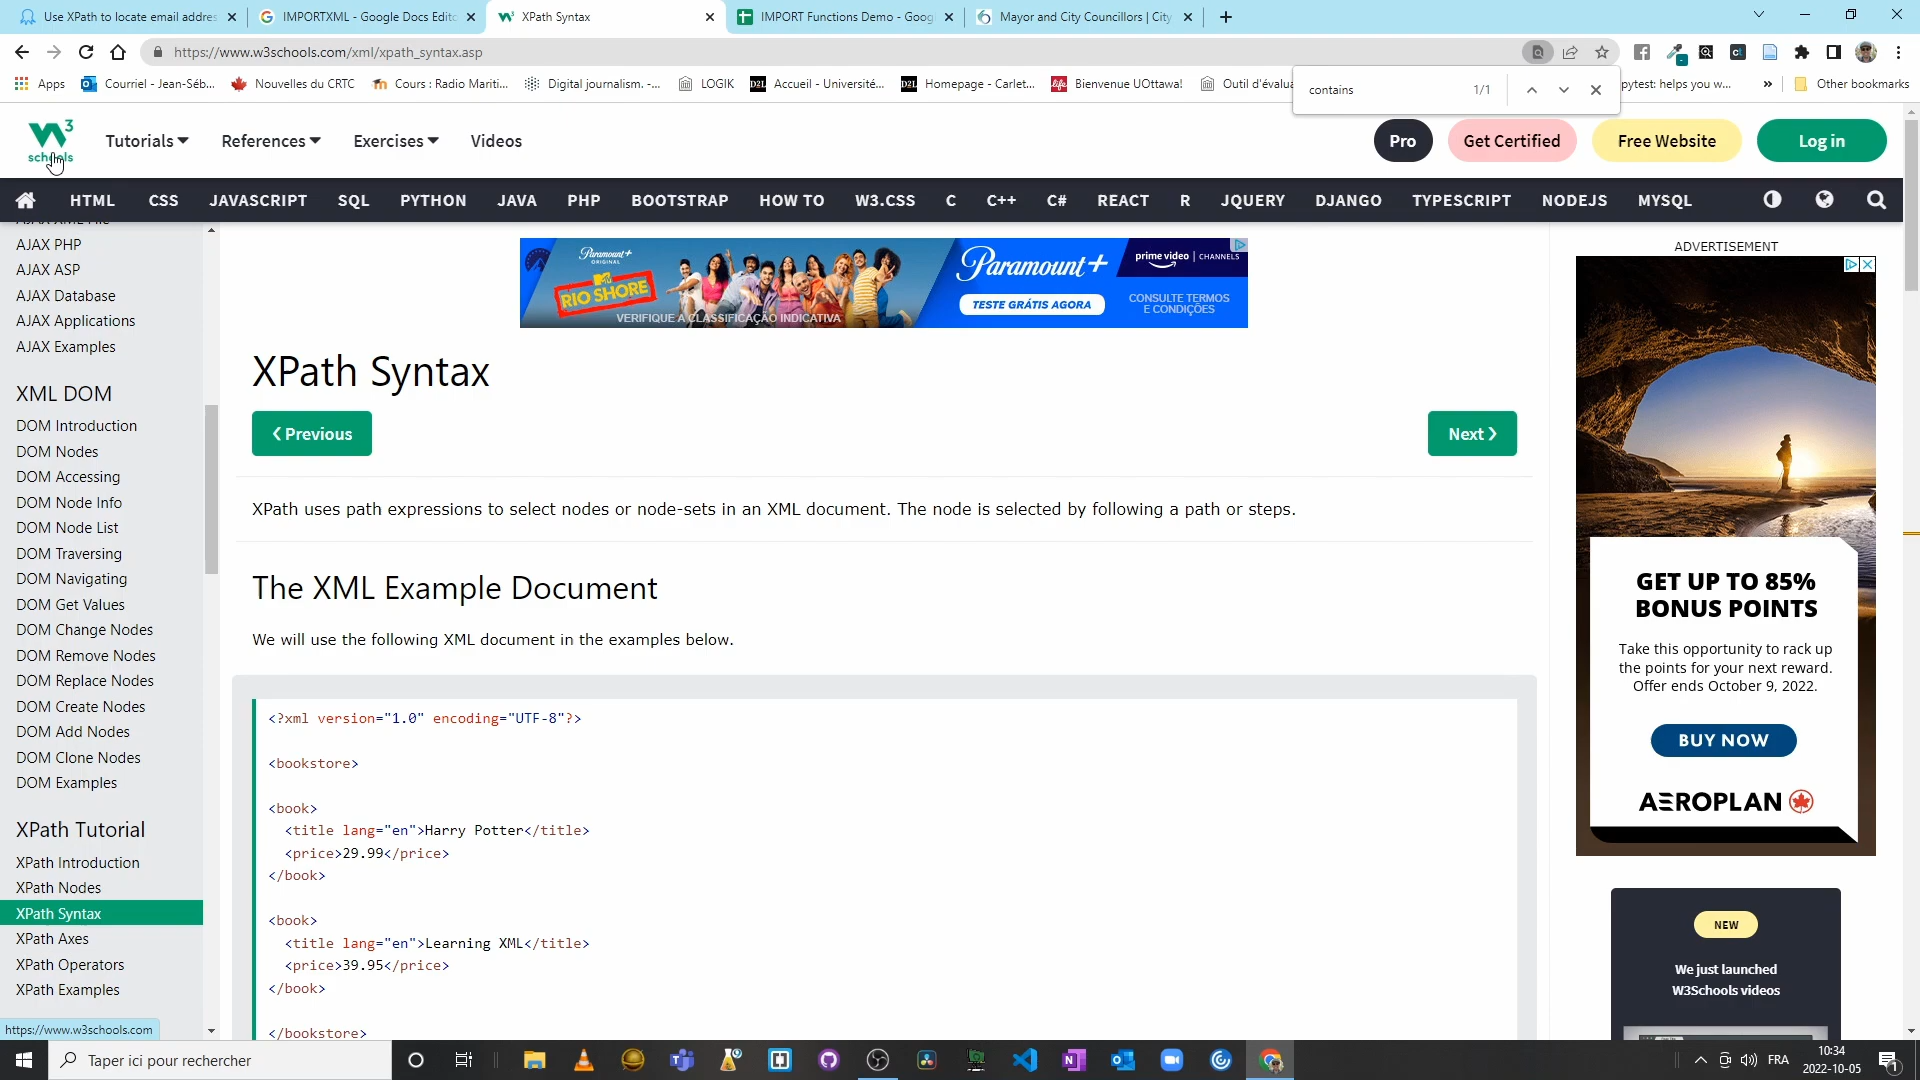 Use XPath to locate email addres
IMPORTXML - Google Docs Edito
XPath Syntax
IMPORT Functions Demo - Googl
Mayor and City Councillors | City
https://www.w3schools.com/xml/xpath_syntax.asp
Apps
Courriel - Jean-Séb...
Nouvelles du CRTC
Cours : Radio Mariti...
Digital journalism. -...
LOGIK
Accueil - Université...
Homepage - Carlet...
Bienvenue UOttawa!
Outil d'évalua
pytest: helps you w...
»
Other bookmarks
contains
1/1
W3
schools
Tutorials
References
Exercises
Videos
Pro
Get Certified
Free Website
Log in
HTML
CSS
JAVASCRIPT
SQL
PYTHON
JAVA
PHP
BOOTSTRAP
HOW TO
W3.CSS
C
C++
C#
REACT
R
JQUERY
DJANGO
TYPESCRIPT
NODEJS
MYSQL
AJAX XML File
AJAX PHP
AJAX ASP
AJAX Database
AJAX Applications
AJAX Examples
XML DOM
DOM Introduction
DOM Nodes
DOM Accessing
DOM Node Info
DOM Node List
DOM Traversing
DOM Navigating
DOM Get Values
DOM Change Nodes
DOM Remove Nodes
DOM Replace Nodes
DOM Create Nodes
DOM Add Nodes
DOM Clone Nodes
DOM Examples
XPath Tutorial
XPath Introduction
XPath Nodes
XPath Syntax
XPath Axes
XPath Operators
XPath Examples
https://www.w3schools.com
Paramount+
ORIGINAL
MTV
RIO SHORE
VERIFIQUE A CLASSIFICAÇÃO INDICATIVA
Paramount+
TESTE GRÁTIS AGORA
prime video | CHANNELS
CONSULTE TERMOS
E CONDIÇÕES
XPath Syntax
❮ Previous
Next ❯
XPath uses path expressions to select nodes or node-sets in an XML document. The node is selected by following a path or steps.
The XML Example Document
We will use the following XML document in the examples below.
<?xml version="1.0" encoding="UTF-8"?>
<bookstore>
<book>
<title lang="en">Harry Potter</title>
<price>29.99</price>
</book>
<book>
<title lang="en">Learning XML</title>
<price>39.95</price>
</book>
</bookstore>
ADVERTISEMENT
GET UP TO 85%
BONUS POINTS
Take this opportunity to rack up
the points for your next reward.
Offer ends October 9, 2022.
BUY NOW
AEROPLAN
NEW
We just launched
W3Schools videos
Taper ici pour rechercher
FRA
10:34
2022-10-05
1